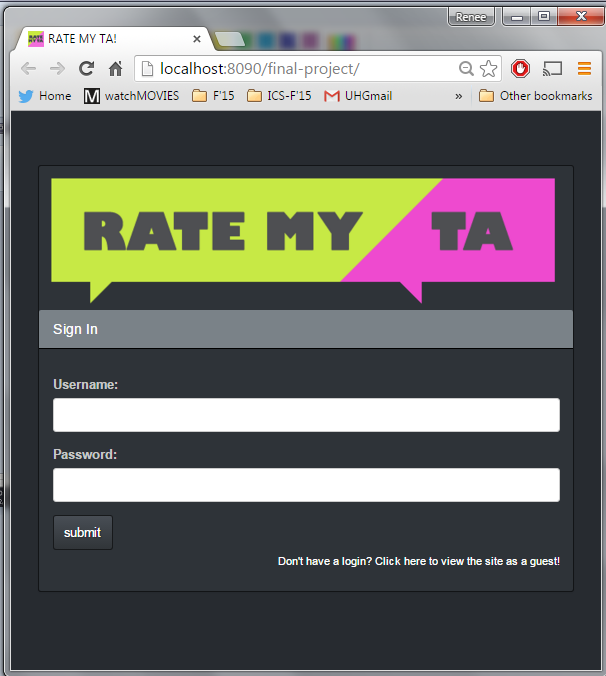 Renee
RATE MY TA!
localhost:8090/final-project/
Home
M watchMOVIES
F'15
ICS-F'15
UHGmail
»
Other bookmarks
RATE MY TA
Sign In
Username:
Password:
submit
Don't have a login? Click here to view the site as a guest!